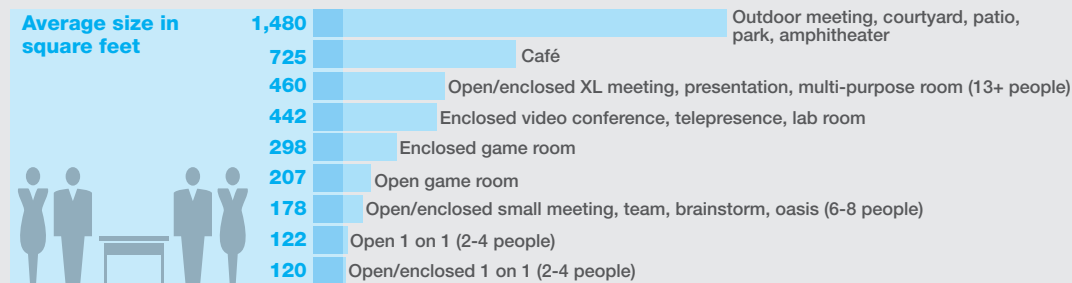 Average size in
square feet
1,480 Outdoor meeting, courtyard, patio,
park, amphitheater
725 Café
460 Open/enclosed XL meeting, presentation, multi-purpose room (13+ people)
442 Enclosed video conference, telepresence, lab room
298 Enclosed game room
207 Open game room
178 Open/enclosed small meeting, team, brainstorm, oasis (6-8 people)
122 Open 1 on 1 (2-4 people)
120 Open/enclosed 1 on 1 (2-4 people)